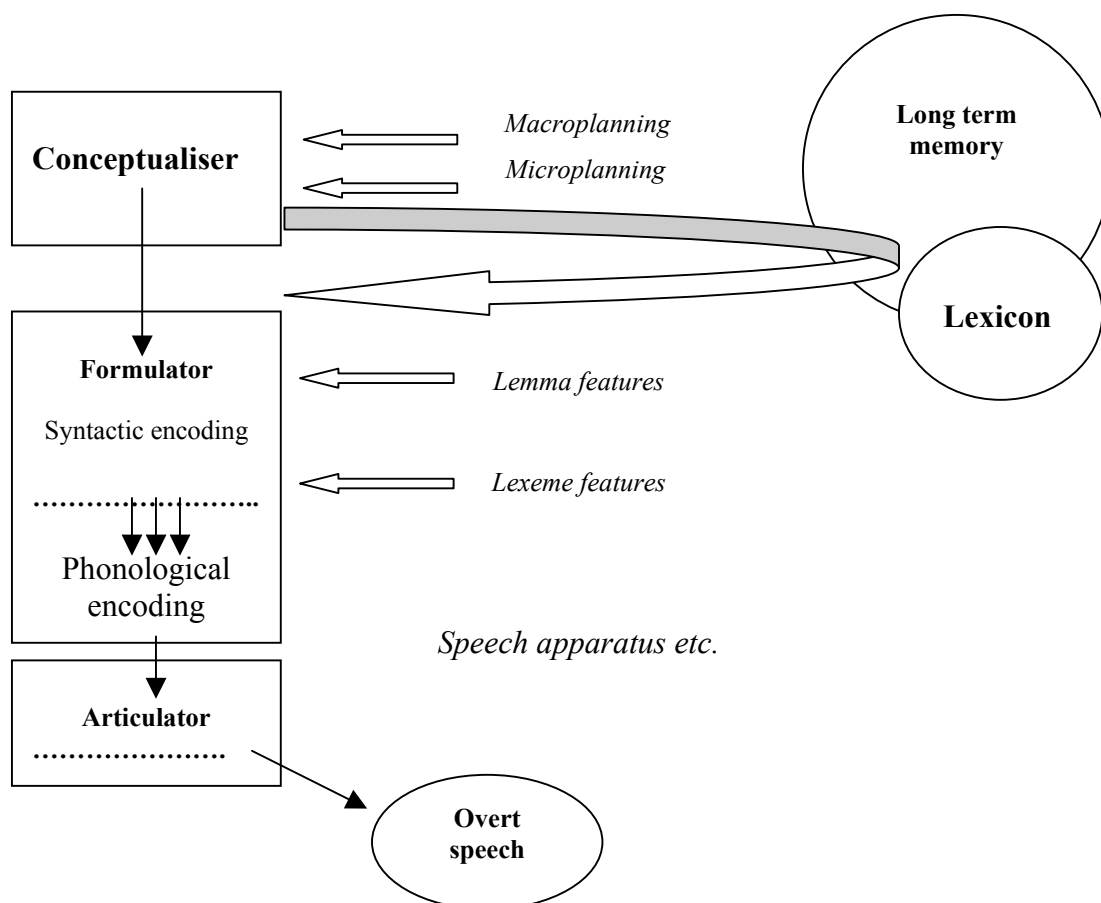 Conceptualiser
Macroplanning
Microplanning
Long term
memory
Lexicon
Formulator
Syntactic encoding
……………………..
Lemma features
Lexeme features
Phonological
encoding
Speech apparatus etc.
Articulator
………………….
Overt
speech